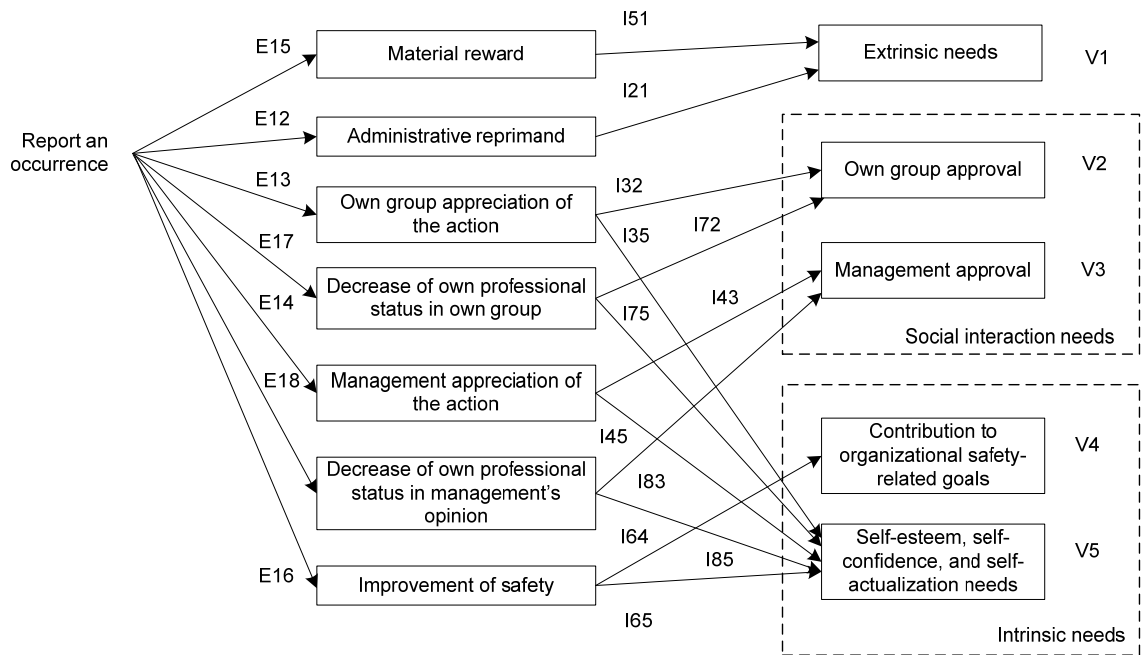 I51
E15
Material reward
Extrinsic needs
V1
I21
E12
Report an
occurrence
Administrative reprimand
Own group approval
V2
E13
I32
Own group appreciation of
the action
I35
I72
E17
Management approval
V3
Decrease of own professional
status in own group
I43
E14
I75
Social interaction needs
E18
Management appreciation of
the action
I45
Contribution to
organizational safety-
related goals
V4
Decrease of own professional
status in management’s
opinion
I83
I64
Self-esteem, self-
confidence, and self-
actualization needs
V5
I85
E16
Improvement of safety
I65
Intrinsic needs